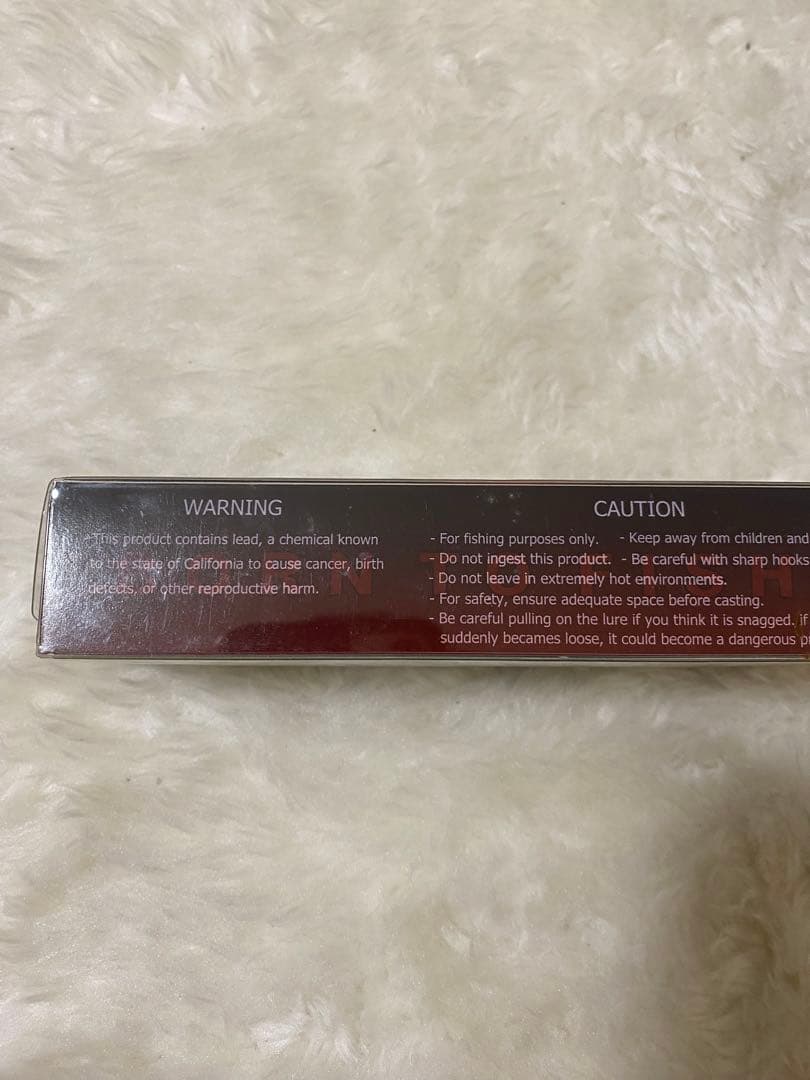 WARNING
- This product contains lead, a chemical known
to the state of California to cause cancer, birth
defects, or other reproductive harm.
CAUTION
- For fishing purposes only. - Keep away from children and
- Do not ingest this product. - Be careful with sharp hooks
- Do not leave in extremely hot environments.
- For safety, ensure adequate space before casting.
- Be careful pulling on the lure if you think it is snagged. if
suddenly becames loose, it could become a dangerous
BORN TO FISH